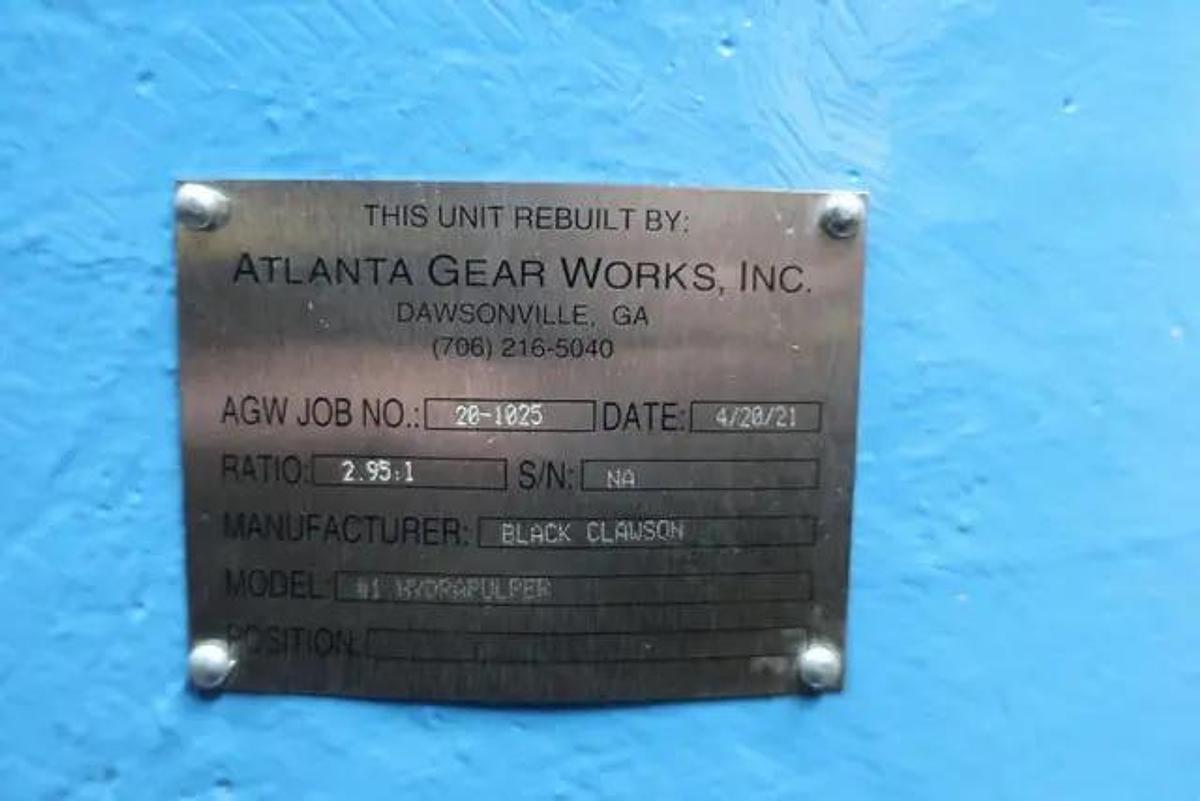 THIS UNIT REBUILT BY:
ATLANTA GEAR WORKS, INC.
DAWSONVILLE, GA
(706) 216-5040
AGW JOB NO.: 20-1025 DATE: 4/20/21
RATIO: 2.95:1 S/N: NA
MANUFACTURER: BLACK CLAWSON
MODEL: #1 HYDRAPULPER
POSITION: